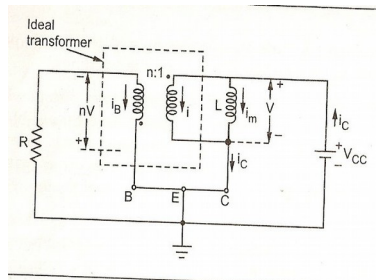 Ideal
transformer
n:1
− nV +
i_B
i
L
i_m
+ V −
i_C
i_C
R
+ V_CC −
B E C